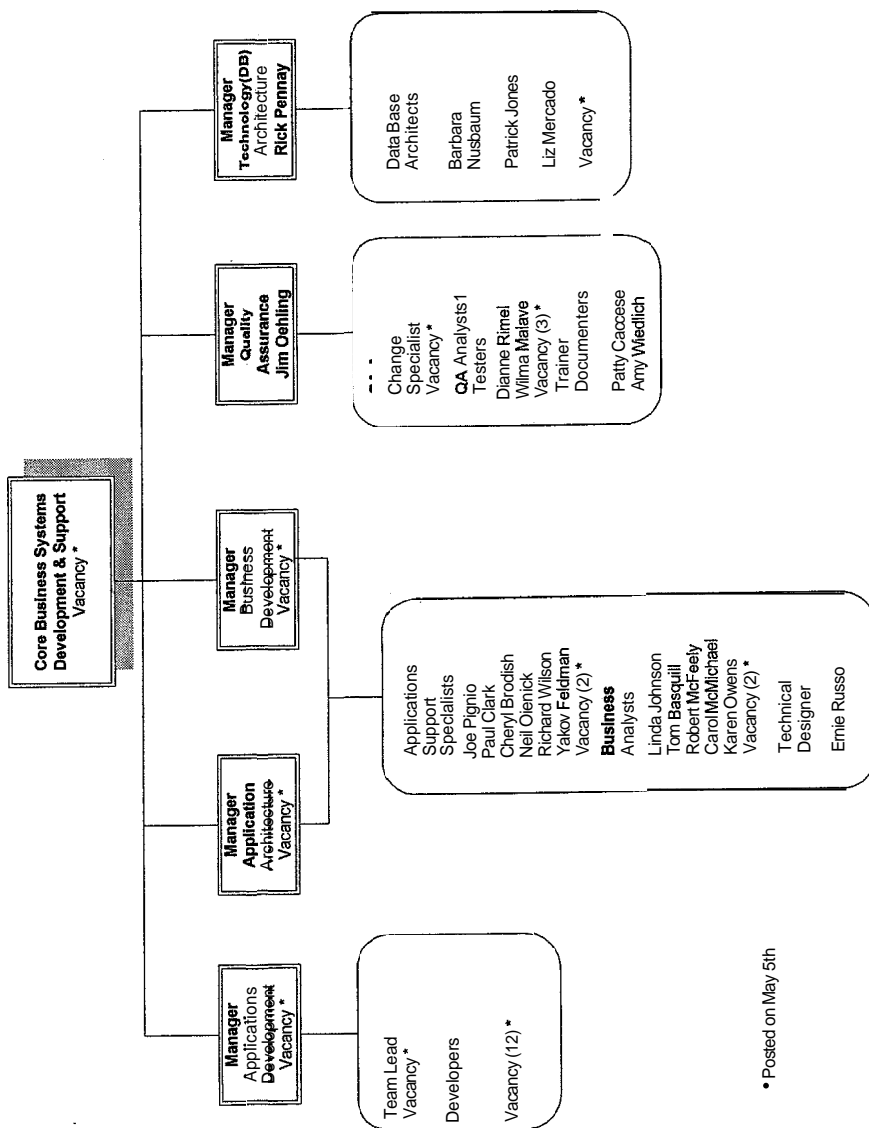 Core Business Systems
Development & Support
Vacancy *
Manager
Applications
Development
Vacancy *
Manager
Application
Architecture
Vacancy *
Manager
Business
Development
Vacancy *
Manager
Quality
Assurance
Jim Oehling
Manager
Technology(DB)
Architecture
Rick Pennay
Team Lead
Vacancy *
Developers
Vacancy (12) *
Applications
Support
Specialists
Joe Pignio
Paul Clark
Cheryl Brodish
Neil Olenick
Richard Wilson
Yakov Feldman
Vacancy (2) *
Business
Analysts
Linda Johnson
Tom Basquill
Robert McFeely
Carol McMichael
Karen Owens
Vacancy (2) *
Technical
Designer
Ernie Russo
Change
Specialist
Vacancy *
QA Analysts1
Testers
Dianne Rimel
Wilma Malave
Vacancy (3) *
Trainer
Documenters
Patty Caccese
Amy Wiedlich
Data Base
Architects
Barbara
Nusbaum
Patrick Jones
Liz Mercado
Vacancy *
• Posted on May 5th